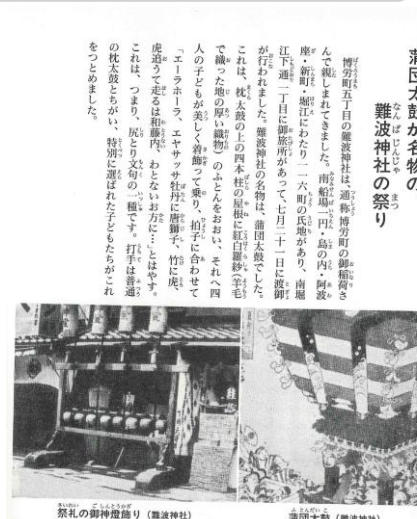 蒲団太鼓が名物の
難波神社の祭り
博労町五丁目の難波神社は、通称博労町の御稲荷さ
んで親しまれてきました。南船場一円・島の内・阿波
座・新町・堀江にわたり一一六町の氏地があり、南堀
江下通二丁目に御旅所があって、七月二十一日に渡御
が行われました。難波神社の名物は、蒲団太鼓でした。
これは、枕太鼓の上の四本柱の屋根に紅白羅紗(羊毛
で織った地の厚い織物)のふとんをおおい、それへ四
人の子どもが美しく着飾って乗り、拍子に合わせて
「エーラホーラ、エヤサッサ牡丹に唐獅子、竹に虎。
虎追うて走るは和藤内、わとないお方に…」とはやす。
これは、つまり、尻とり文句の一種です。打手は普通
の枕太鼓とちがい、特別に選ばれた子どもたちがこれ
をつとめました。
蒲団太鼓(難波神社)
祭礼の御神燈飾り(難波神社)